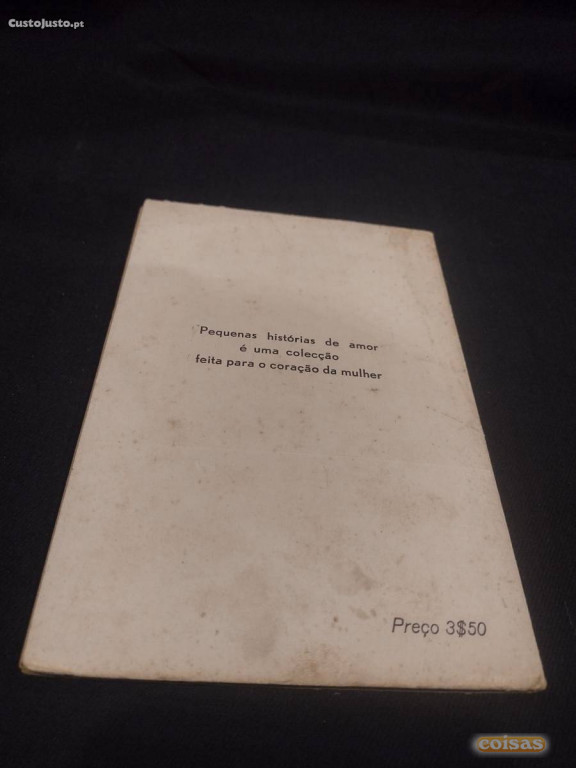 CustoJusto.pt
Pequenas histórias de amor
é uma colecção
feita para o coração da mulher
Preço 3$50
coisas